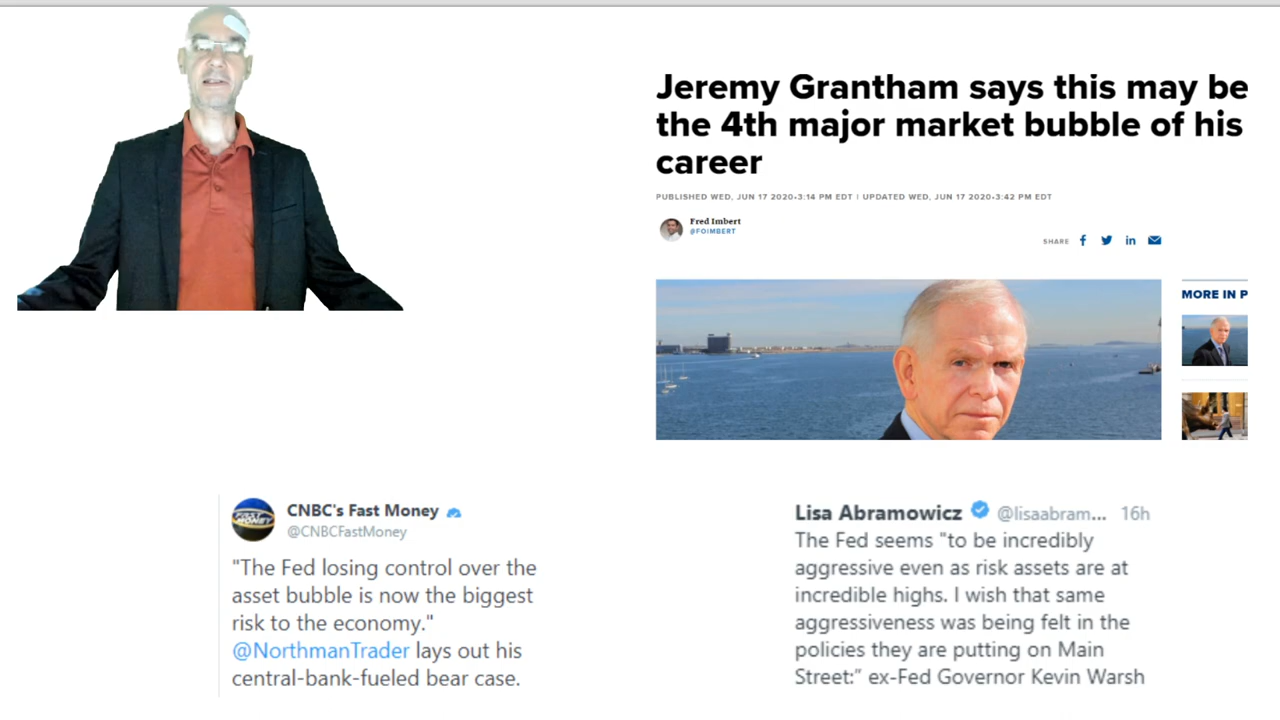 Jeremy Grantham says this may be
the 4th major market bubble of his
career
PUBLISHED WED, JUN 17 2020•3:14 PM EDT | UPDATED WED, JUN 17 2020•3:42 PM EDT
Fred Imbert
@FOIMBERT
SHARE
MORE IN P
CNBC's Fast Money
@CNBCFastMoney
"The Fed losing control over the
asset bubble is now the biggest
risk to the economy."
@NorthmanTrader lays out his
central-bank-fueled bear case.
Lisa Abramowicz @lisaabram... 16h
The Fed seems "to be incredibly
aggressive even as risk assets are at
incredible highs. I wish that same
aggressiveness was being felt in the
policies they are putting on Main
Street:” ex-Fed Governor Kevin Warsh
FAST
MONEY